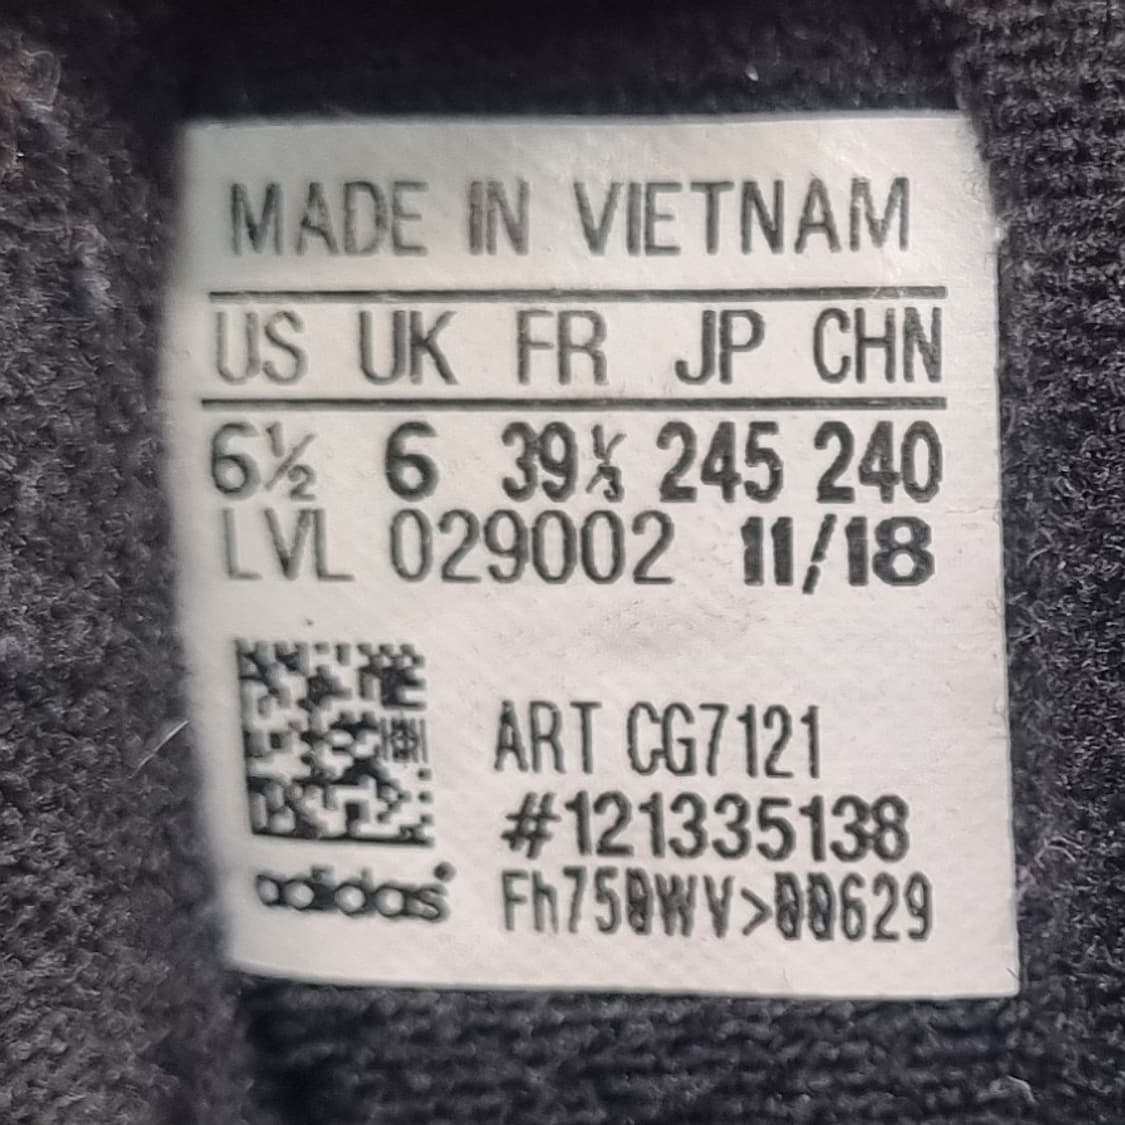 MADE IN VIETNAM
US UK FR JP CHN
6½ 6 39⅓ 245 240
LVL 029002 11/18
ART CG7121
#121335138
adidas Fh750WV>00629